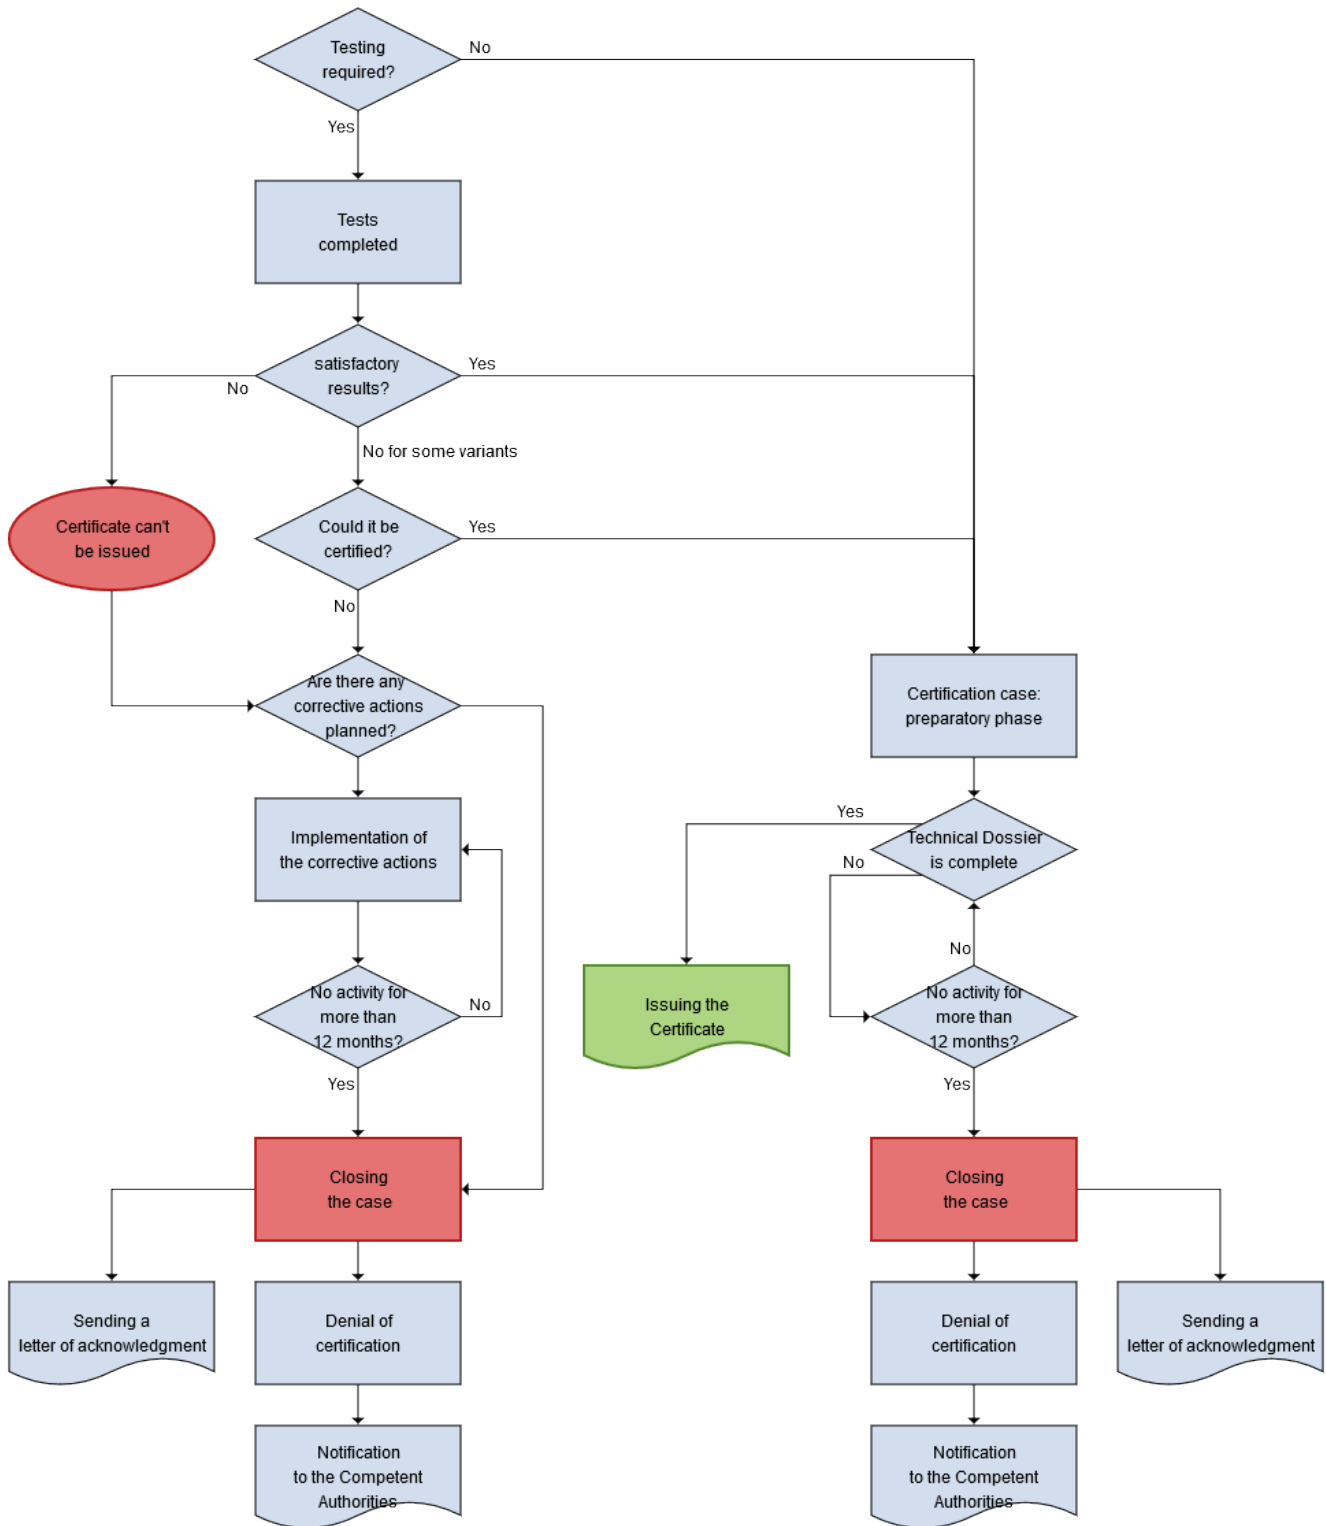 Testing
required?
No
Yes
Tests
completed
satisfactory
results?
Yes
No
No for some variants
Certificate can't
be issued
Could it be
certified?
Yes
No
Are there any
corrective actions
planned?
Certification case:
preparatory phase
Implementation of
the corrective actions
Yes
Technical Dossier
is complete
No
No activity for
more than
12 months?
No
Yes
Issuing the
Certificate
No
No activity for
more than
12 months?
Yes
Closing
the case
Closing
the case
Sending a
letter of acknowledgment
Denial of
certification
Denial of
certification
Sending a
letter of acknowledgment
Notification
to the Competent
Authorities
Notification
to the Competent
Authorities